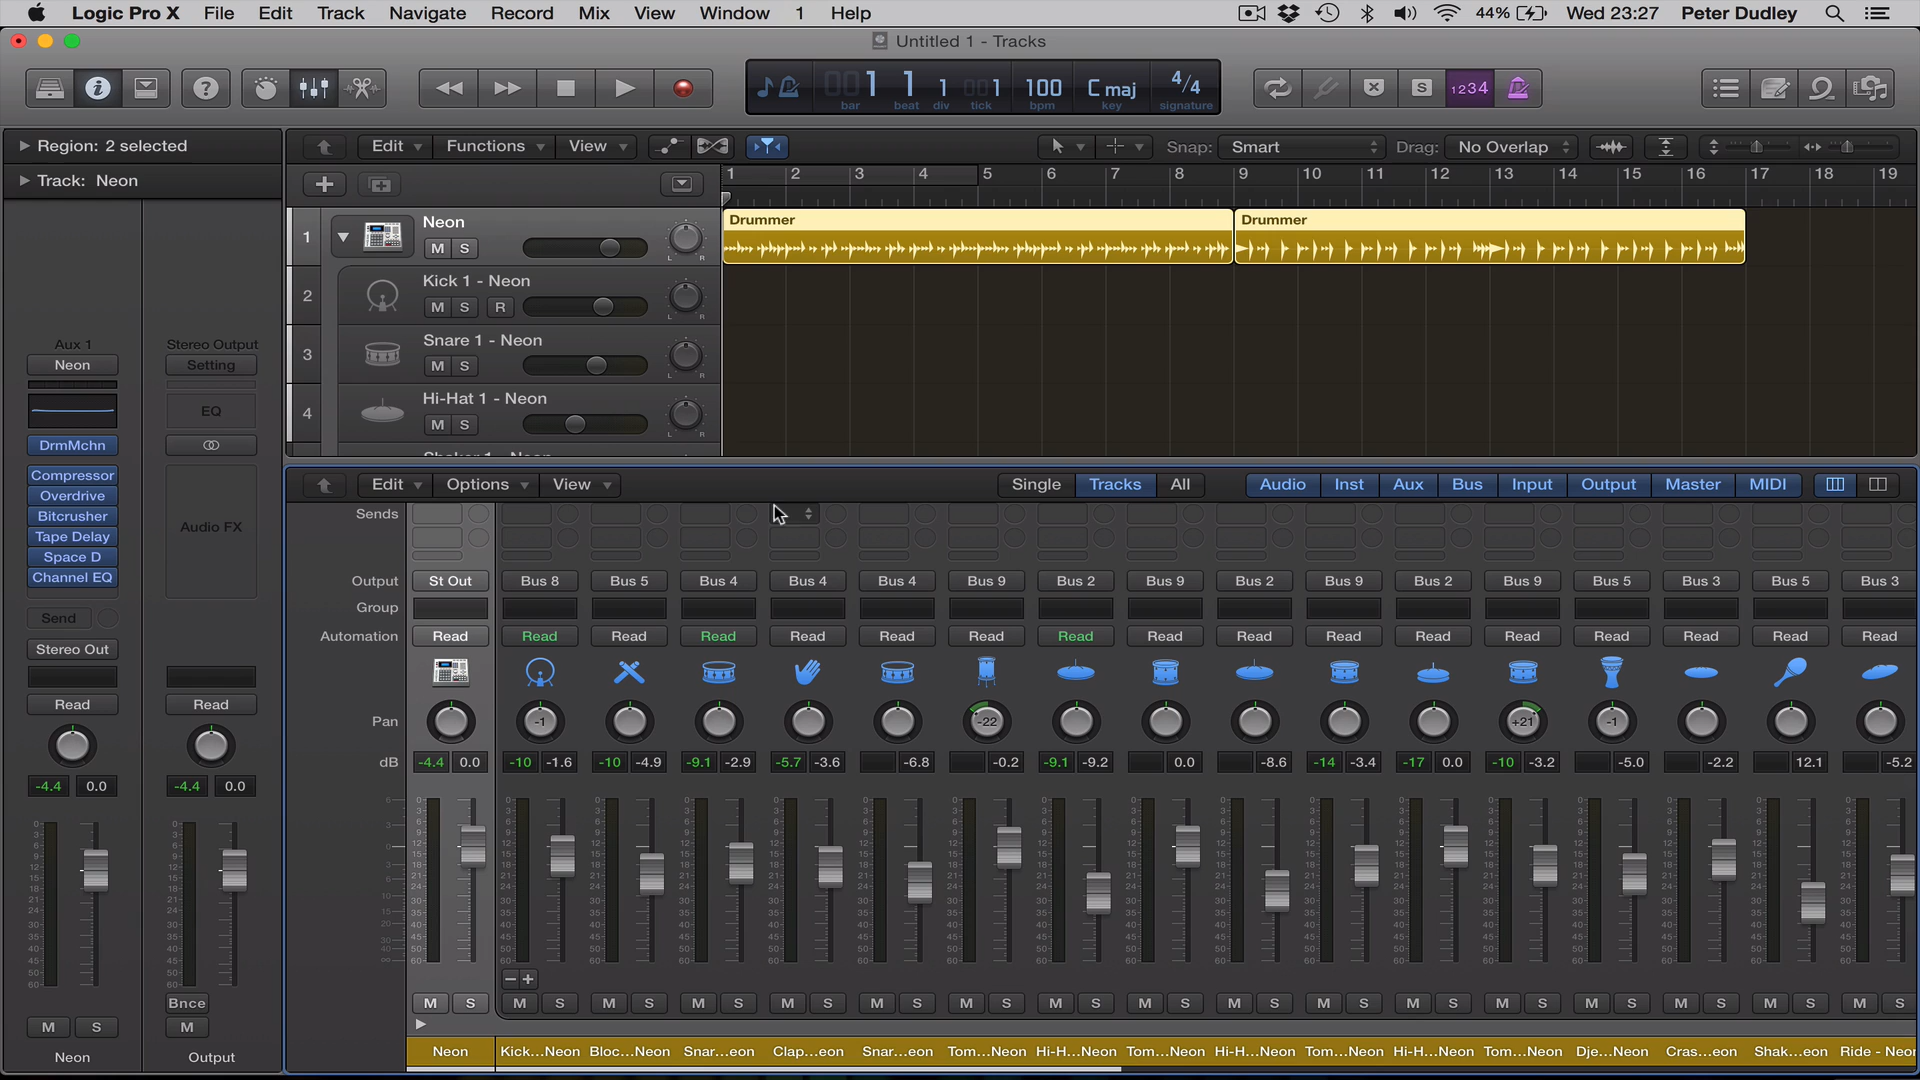 Logic Pro X File Edit Track Navigate Record Mix View Window 1 Help 44% Wed 23:27 Peter Dudley
Untitled 1 - Tracks
001 1 1 001 100 C maj 4/4
bar beat div tick bpm key signature
S 1234
Region: 2 selected
Edit Functions View Snap: Smart Drag: No Overlap
Track: Neon
1 2 3 4 5 6 7 8 9 10 11 12 13 14 15 16 17 18 19
1 Neon Drummer Drummer
M S L R
2 Kick 1 - Neon
M S R L R
3 Snare 1 - Neon
M S L R
4 Hi-Hat 1 - Neon
M S L R
Aux 1 Stereo Output
Neon Setting
EQ
DrmMchn
Compressor
Overdrive
Bitcrusher
Audio FX
Tape Delay
Space D
Channel EQ
Send
Stereo Out
Read Read
-4.4 0.0 -4.4 0.0
Bnce
M S M
Neon Output
Edit Options View Single Tracks All Audio Inst Aux Bus Input Output Master MIDI
Sends
Output St Out Bus 8 Bus 5 Bus 4 Bus 4 Bus 4 Bus 9 Bus 2 Bus 9 Bus 2 Bus 9 Bus 2 Bus 9 Bus 5 Bus 3 Bus 5 Bus 3
Group
Automation Read Read Read Read Read Read Read Read Read Read Read Read Read Read Read Read Read
Pan -1 -22 +21 -1
dB -4.4 0.0 -10 -1.6 -10 -4.9 -9.1 -2.9 -5.7 -3.6 -6.8 -0.2 -9.1 -9.2 0.0 -8.6 -14 -3.4 -17 0.0 -10 -3.2 -5.0 -2.2 12.1 -5.2
M S M S M S M S M S M S M S M S M S M S M S M S M S M S M S M S M S
Neon Kick...Neon Bloc...Neon Snar...eon Clap...eon Snar...eon Tom...Neon Hi-H...Neon Tom...Neon Hi-H...Neon Tom...Neon Hi-H...Neon Tom...Neon Dje...Neon Cras...eon Shak...eon Ride - Neon